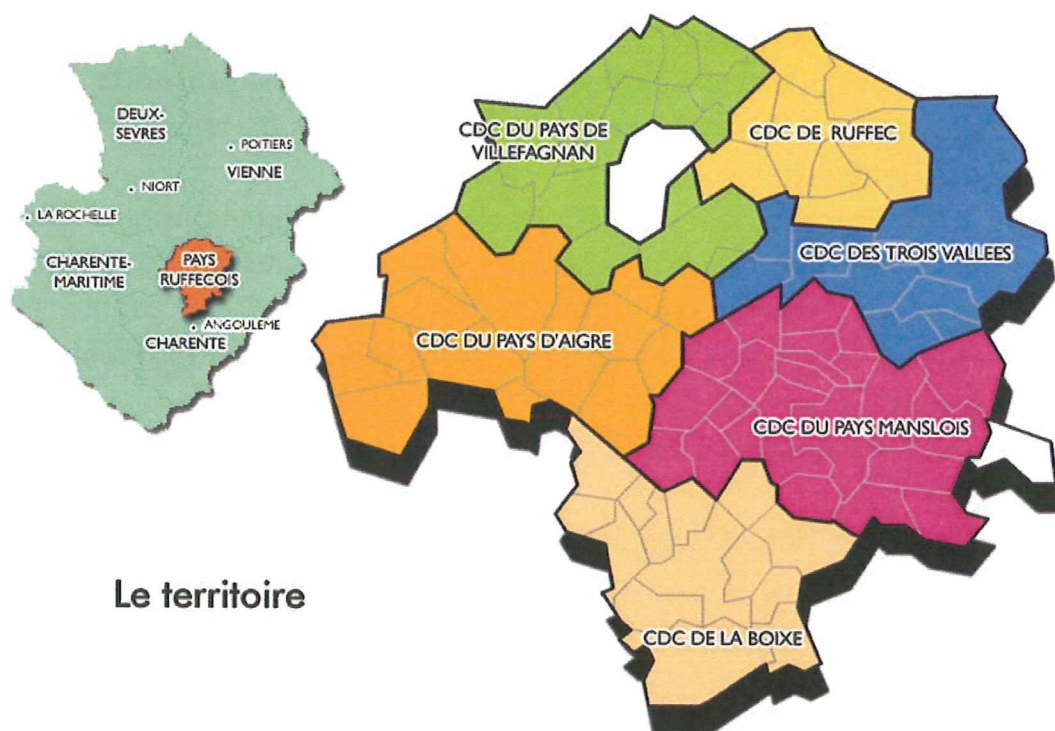 DEUX-
SEVRES
POITIERS
VIENNE
NIORT
LA ROCHELLE
CHARENTE-
MARITIME
PAYS
RUFFECOIS
ANGOULEME
CHARENTE
CDC DU PAYS DE
VILLEFAGNAN
CDC DE RUFFEC
CDC DES TROIS VALLEES
CDC DU PAYS D'AIGRE
CDC DU PAYS MANSLOIS
CDC DE LA BOIXE
Le territoire